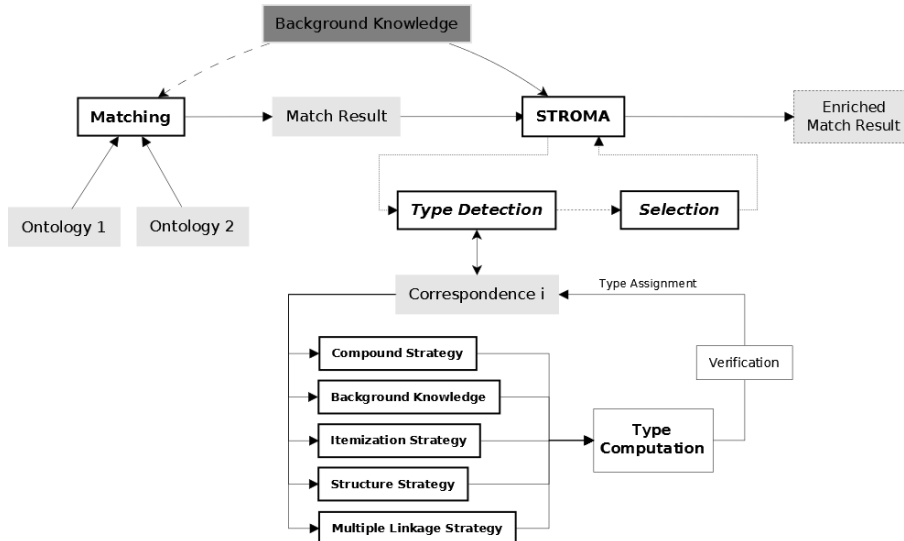 Background Knowledge
Matching
Match Result
STROMA
Enriched
Match Result
Ontology 1
Ontology 2
Type Detection
Selection
Correspondence i
Type Assignment
Compound Strategy
Verification
Background Knowledge
Type
Computation
Itemization Strategy
Structure Strategy
Multiple Linkage Strategy